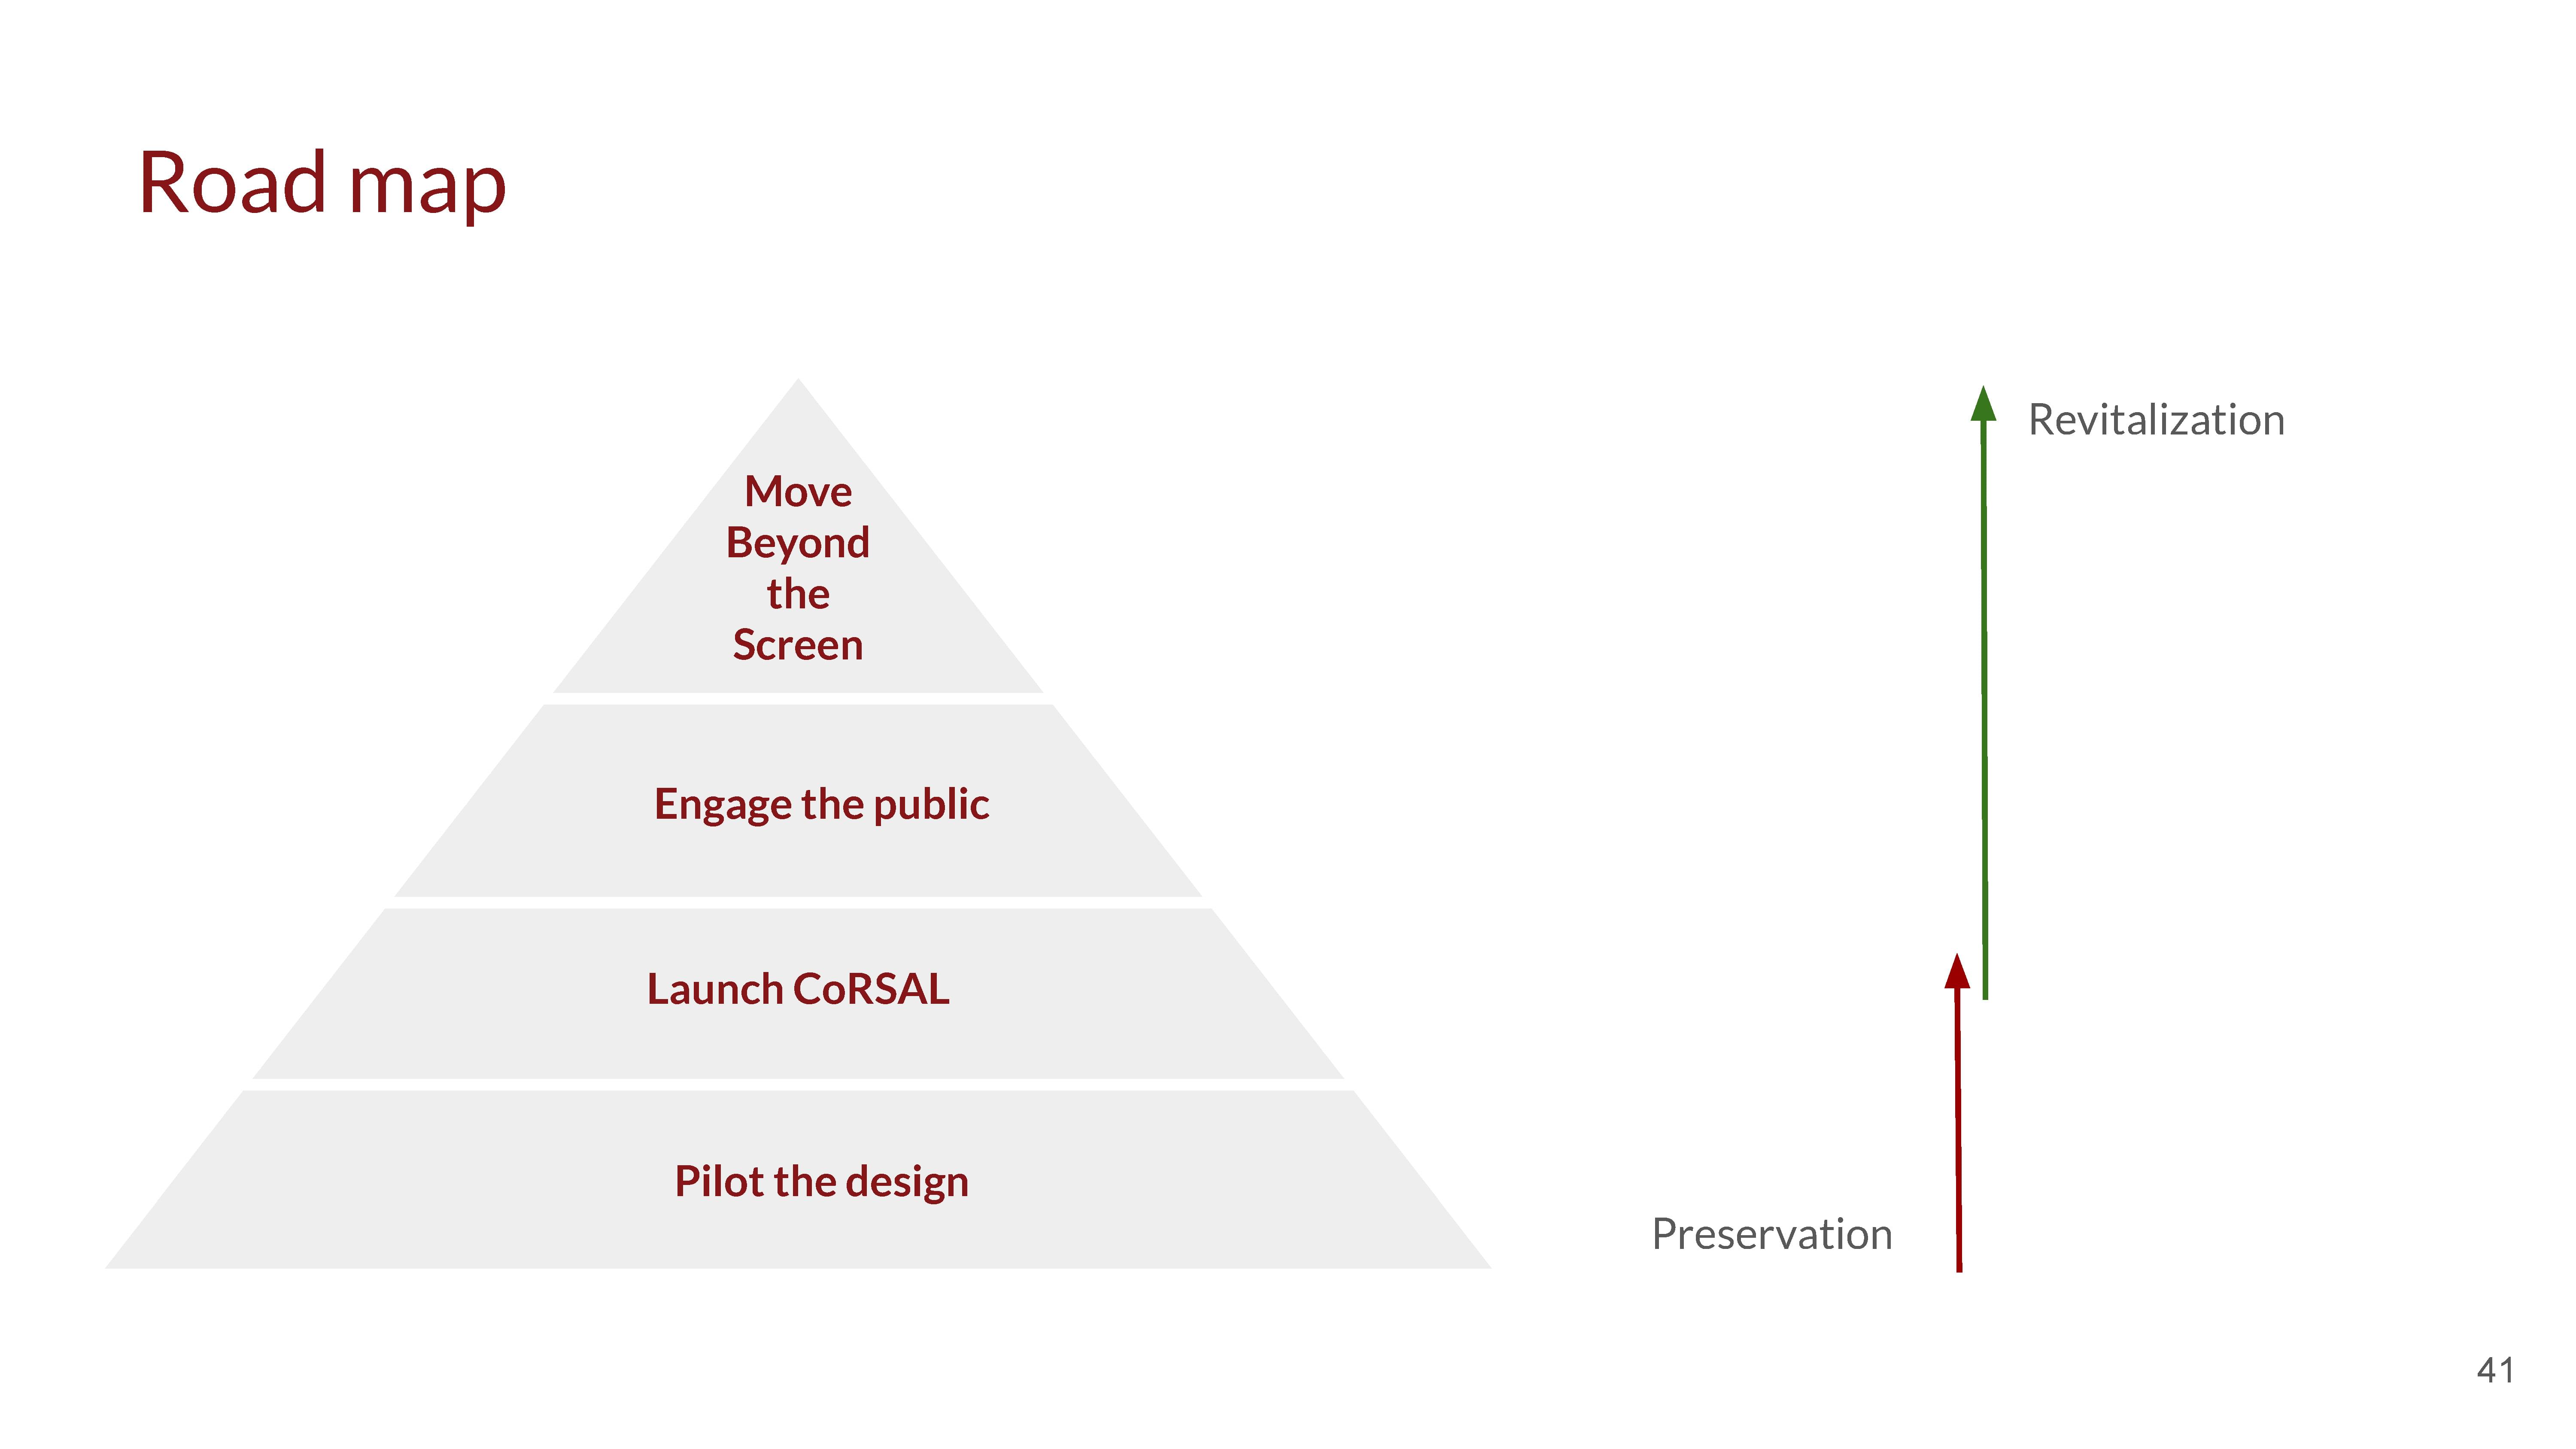 Road map
Revitalization
Move
Beyond
the
Screen
Engage the public
Launch CoRSAL
Pilot the design
Preservation
41